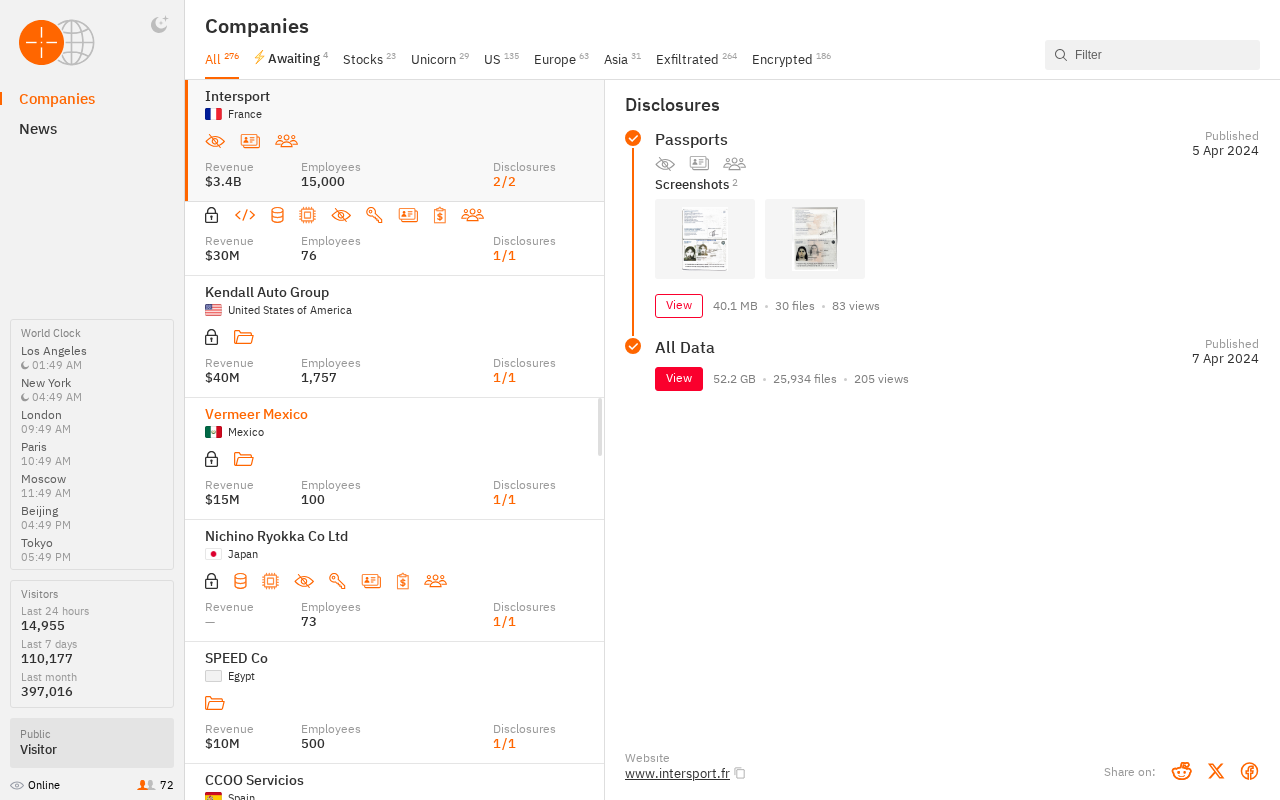 Companies
News
World Clock
Los Angeles
01:49 AM
New York
04:49 AM
London
09:49 AM
Paris
10:49 AM
Moscow
11:49 AM
Beijing
04:49 PM
Tokyo
05:49 PM
Visitors
Last 24 hours
14,955
Last 7 days
110,177
Last month
397,016
Public
Visitor
Online 72
Companies
All 276 Awaiting 4 Stocks 23 Unicorn 29 US 135 Europe 63 Asia 31 Exfiltrated 264 Encrypted 186
Filter
Intersport
France
Revenue Employees Disclosures
$3.4B 15,000 2/2
Revenue Employees Disclosures
$30M 76 1/1
Kendall Auto Group
United States of America
Revenue Employees Disclosures
$40M 1,757 1/1
Vermeer Mexico
Mexico
Revenue Employees Disclosures
$15M 100 1/1
Nichino Ryokka Co Ltd
Japan
Revenue Employees Disclosures
— 73 1/1
SPEED Co
Egypt
Revenue Employees Disclosures
$10M 500 1/1
CCOO Servicios
Spain
Disclosures
Passports Published
5 Apr 2024
Screenshots 2
View 40.1 MB • 30 files • 83 views
All Data Published
7 Apr 2024
View 52.2 GB • 25,934 files • 205 views
Website
www.intersport.fr
Share on: